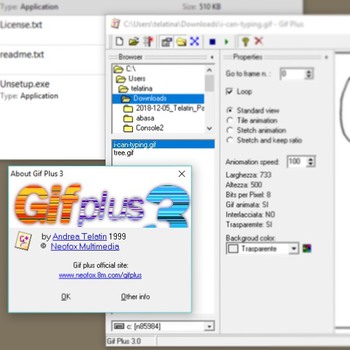 License.txt
Type: Application
Size: 510 KB
readme.txt
Unsetup.exe
Type: Application
C:\Users\telatina\Downloads\i-can-typing.gif - Gif Plus
Browser
C:\
Users
telatina
Downloads
2018-12-05_Telatin_Pa
abasa
Console2
i-can-typing.gif
tree.gif
c: [n85984]
Gif Plus 3.0
Properties
Go to frame n. :
0
Loop
Standard view
Tile animation
Stretch animation
Stretch and keep ratio
Aniomation speed:
100
Larghezza: 733
Altezza: 500
Bits per Pixel: 8
Gif animata: SI
Interlacciata: NO
Trasparente: SI
Backgroud color:
Trasparente
About Gif Plus 3
Gif plus 3
by Andrea Telatin 1999
© Neofox Multimedia
Gif plus official site:
www.neofox.8m.com/gifplus
OK
Other info